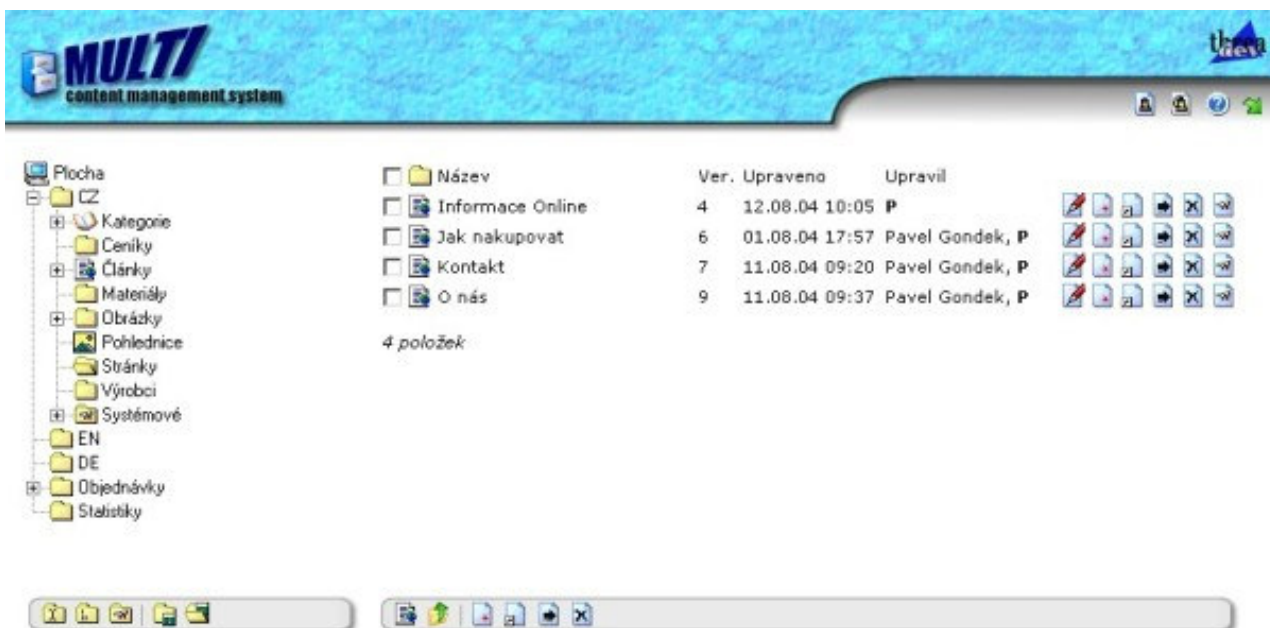 MULTI
content management system
Plocha
CZ
Kategorie
Ceníky
Články
Materiály
Obrázky
Pohlednice
Stránky
Výrobci
Systémové
EN
DE
Objednávky
Statistiky
Název Ver. Upraveno Upravil
Informace Online 4 12.08.04 10:05 P
Jak nakupovat 6 01.08.04 17:57 Pavel Gondek, P
Kontakt 7 11.08.04 09:20 Pavel Gondek, P
O nás 9 11.08.04 09:37 Pavel Gondek, P
4 položek